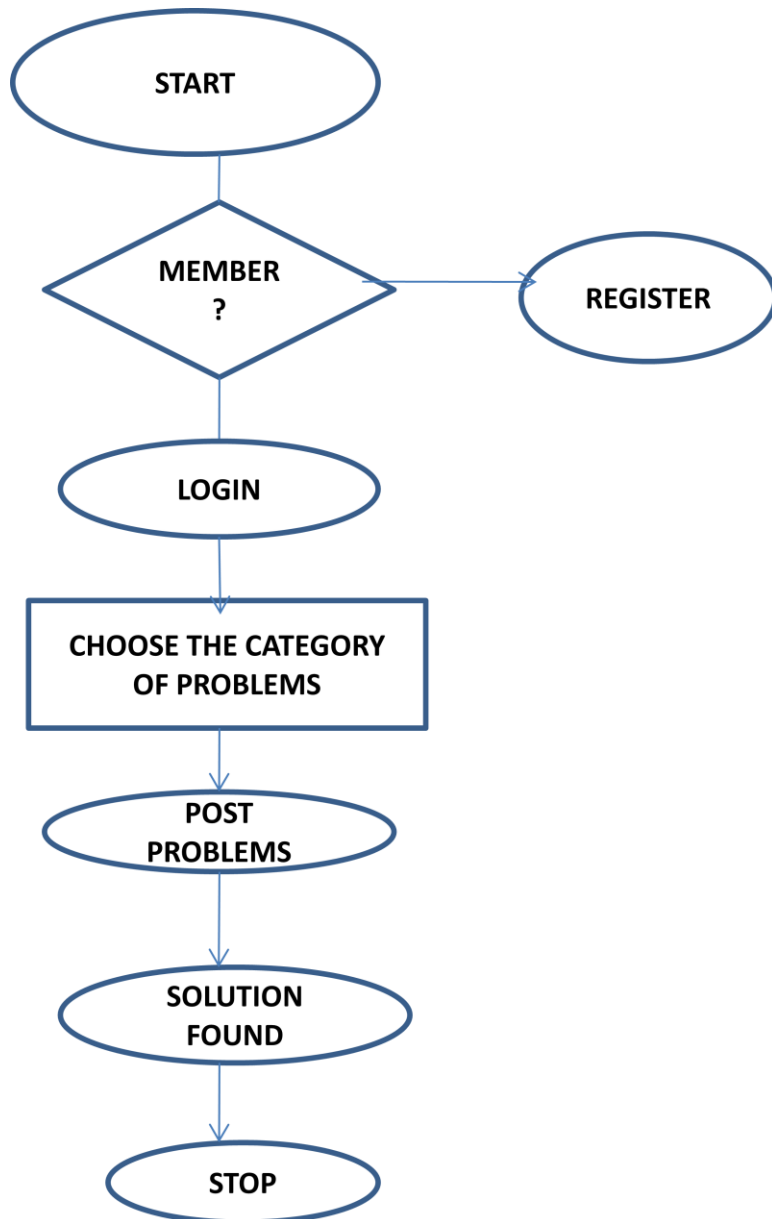 START
MEMBER
?
REGISTER
LOGIN
CHOOSE THE CATEGORY
OF PROBLEMS
POST
PROBLEMS
SOLUTION
FOUND
STOP